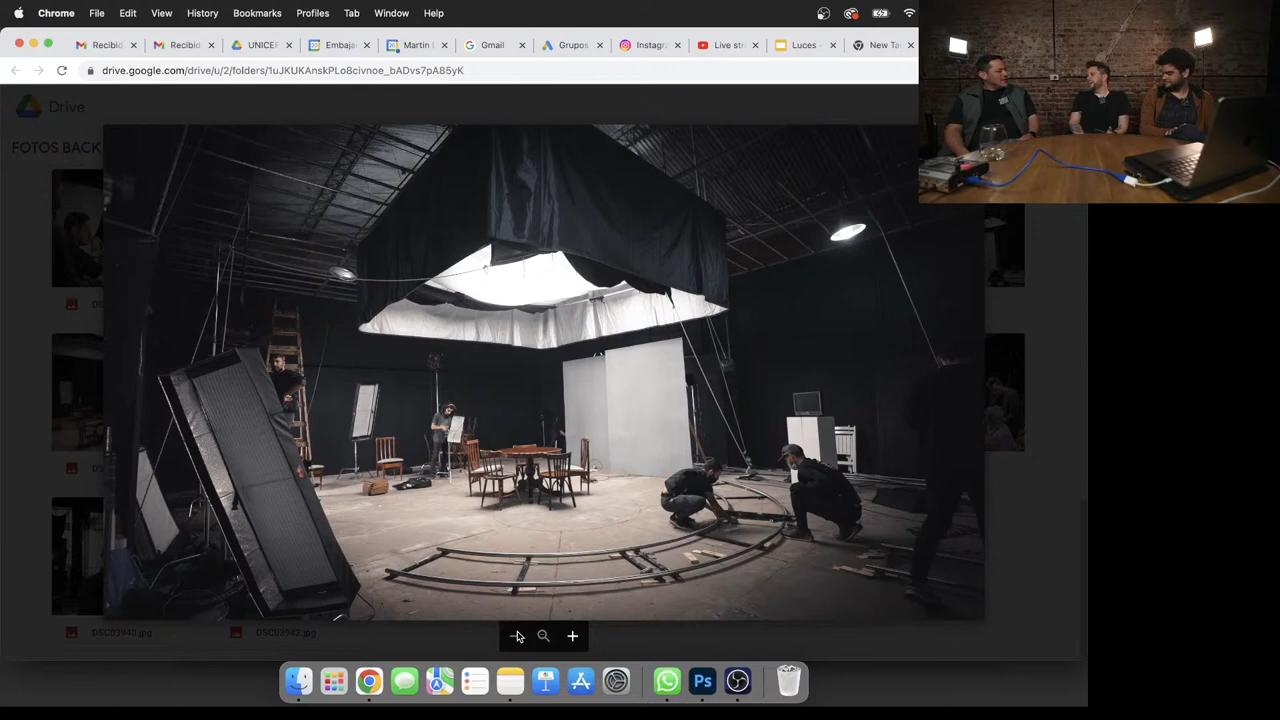 Chrome File Edit View History Bookmarks Profiles Tab Window Help
Recibid Recibid UNICEF Embaja Martin Gmail Grupos Instagr Live str Luces - New Ta
drive.google.com/drive/u/2/folders/
Drive
FOTOS BACK
DSC03940.jpg DSC03942.jpg
Ps